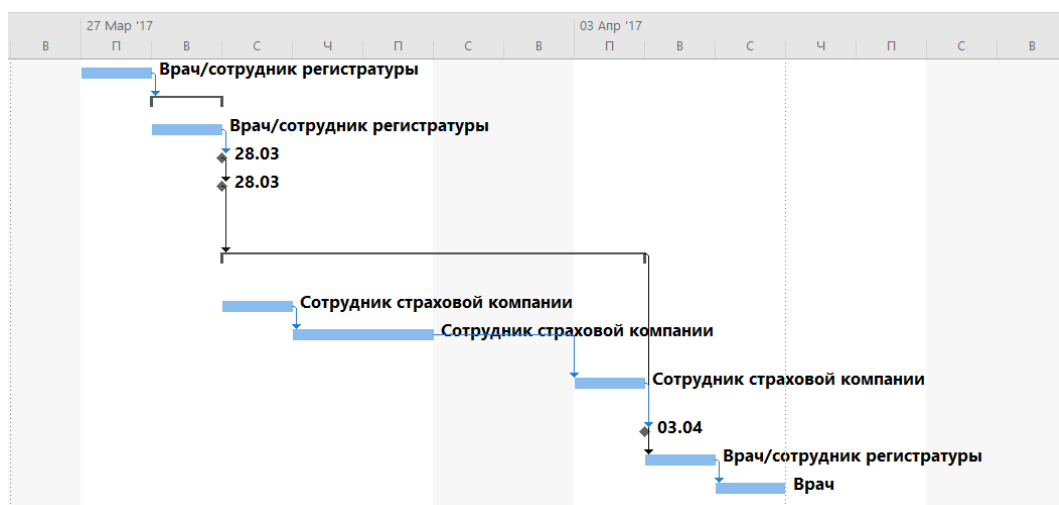 27 Мар '17 03 Апр '17
В П В С Ч П С В П В С Ч П С В
Врач/сотрудник регистратуры
Врач/сотрудник регистратуры
28.03
28.03
Сотрудник страховой компании
Сотрудник страховой компании
Сотрудник страховой компании
03.04
Врач/сотрудник регистратуры
Врач